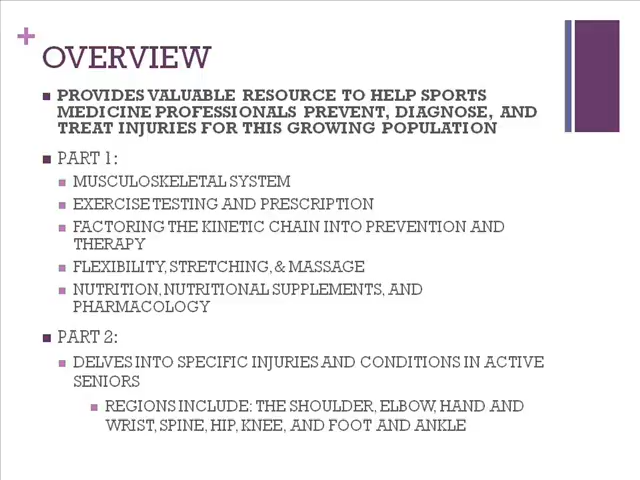 +
OVERVIEW
PROVIDES VALUABLE RESOURCE TO HELP SPORTS
MEDICINE PROFESSIONALS PREVENT, DIAGNOSE, AND
TREAT INJURIES FOR THIS GROWING POPULATION
PART 1:
MUSCULOSKELETAL SYSTEM
EXERCISE TESTING AND PRESCRIPTION
FACTORING THE KINETIC CHAIN INTO PREVENTION AND
THERAPY
FLEXIBILITY, STRETCHING, & MASSAGE
NUTRITION, NUTRITIONAL SUPPLEMENTS, AND
PHARMACOLOGY
PART 2:
DELVES INTO SPECIFIC INJURIES AND CONDITIONS IN ACTIVE
SENIORS
REGIONS INCLUDE: THE SHOULDER, ELBOW, HAND AND
WRIST, SPINE, HIP, KNEE, AND FOOT AND ANKLE